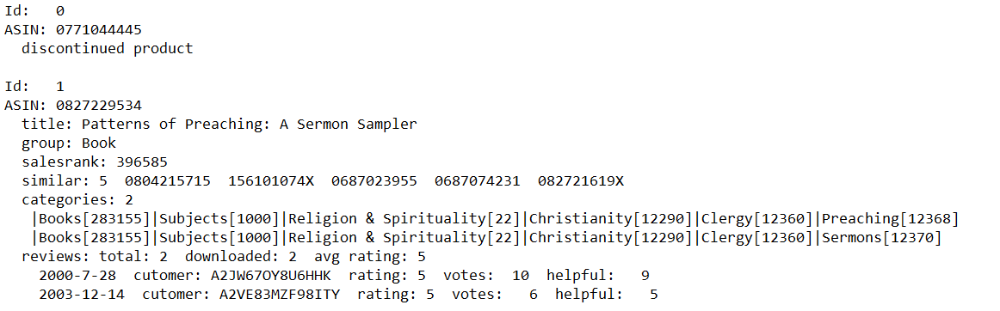 Id:   0
ASIN: 0771044445
  discontinued product

Id:   1
ASIN: 0827229534
  title: Patterns of Preaching: A Sermon Sampler
  group: Book
  salesrank: 396585
  similar: 5  0804215715  156101074X  0687023955  0687074231  082721619X
  categories: 2
   |Books[283155]|Subjects[1000]|Religion & Spirituality[22]|Christianity[12290]|Clergy[12360]|Preaching[12368]
   |Books[283155]|Subjects[1000]|Religion & Spirituality[22]|Christianity[12290]|Clergy[12360]|Sermons[12370]
  reviews: total: 2  downloaded: 2  avg rating: 5
    2000-7-28  cutomer: A2JW67OY8U6HHK  rating: 5  votes:  10  helpful:   9
    2003-12-14  cutomer: A2VE83MZF98ITY  rating: 5  votes:   6  helpful:   5